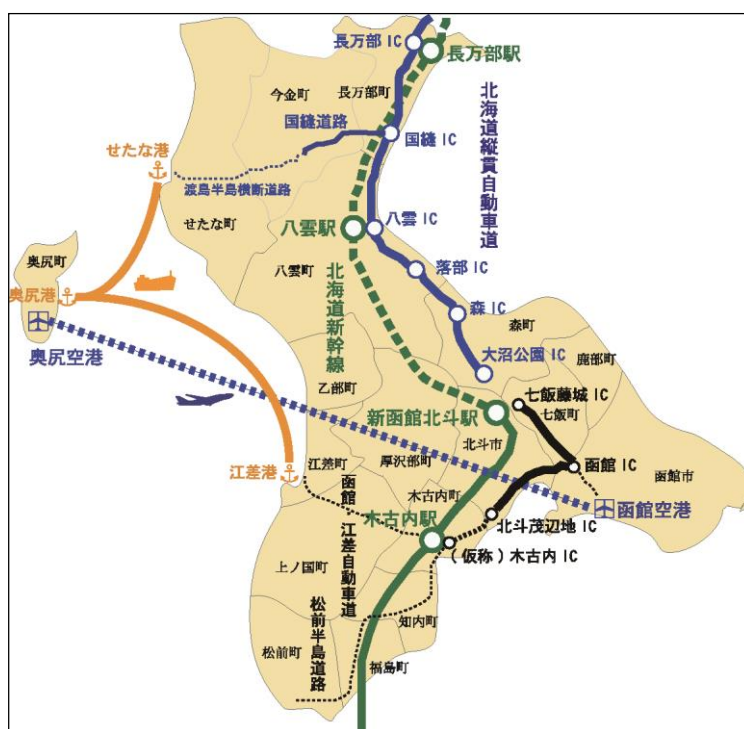 長万部 IC
長万部駅
今金町
長万部町
国縫道路
国縫 IC
せたな港
渡島半島横断道路
北海道縦貫自動車道
せたな町
八雲駅
八雲 IC
奥尻町
八雲町
落部 IC
奥尻港
北海道新幹線
森 IC
森町
奥尻空港
大沼公園 IC
鹿部町
乙部町
七飯藤城 IC
新函館北斗駅
七飯町
北斗市
江差港
江差町
厚沢部町
函館 IC
函館市
函館・江差自動車道
木古内町
函館空港
木古内駅
北斗茂辺地 IC
(仮称)木古内 IC
上ノ国町
松前半島道路
知内町
松前町
福島町